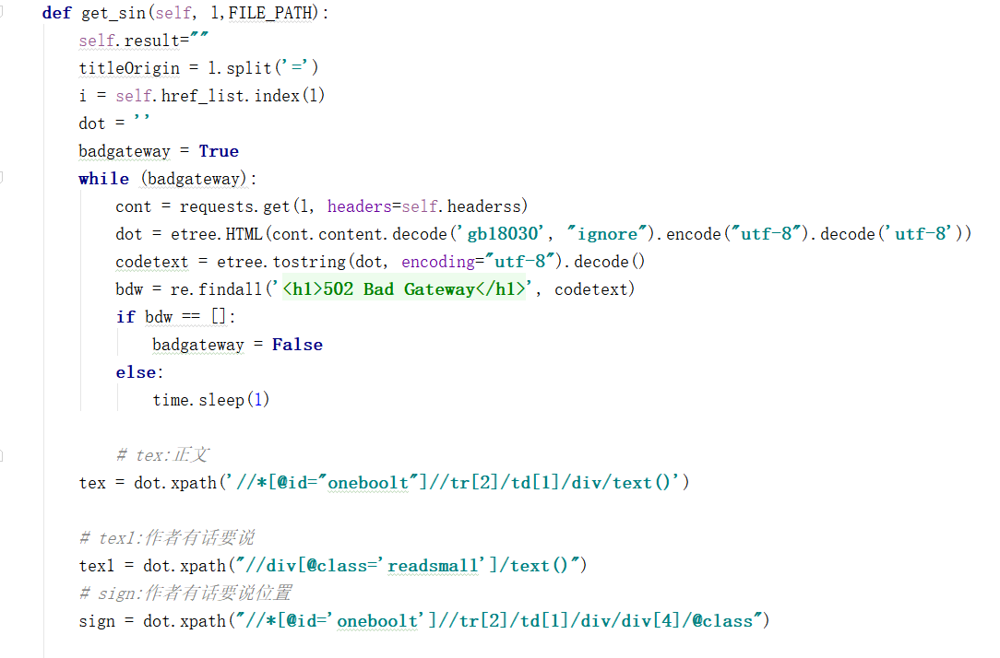 def get_sin(self, l,FILE_PATH):
self.result=""
titleOrigin = l.split('=')
i = self.href_list.index(l)
dot = ''
badgateway = True
while (badgateway):
cont = requests.get(l, headers=self.headerss)
dot = etree.HTML(cont.content.decode('gb18030', "ignore").encode("utf-8").decode('utf-8'))
codetext = etree.tostring(dot, encoding="utf-8").decode()
bdw = re.findall('<h1>502 Bad Gateway</h1>', codetext)
if bdw == []:
badgateway = False
else:
time.sleep(1)
# tex:正文
tex = dot.xpath('//*[@id="oneboolt"]//tr[2]/td[1]/div/text()')
# tex1:作者有话要说
tex1 = dot.xpath("//div[@class='readsmall']/text()")
# sign:作者有话要说位置
sign = dot.xpath("//*[@id='oneboolt']//tr[2]/td[1]/div/div[4]/@class")